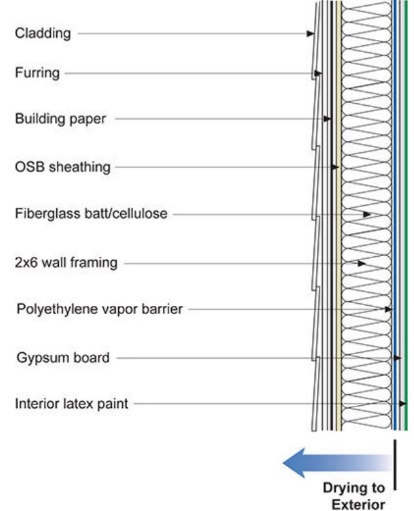 Cladding
Furring
Building paper
OSB sheathing
Fiberglass batt/cellulose
2x6 wall framing
Polyethylene vapor barrier
Gypsum board
Interior latex paint
Drying to
Exterior